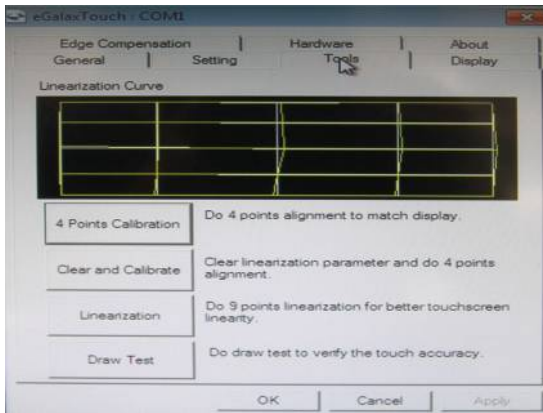 eGalaxTouch : COM1
Edge Compensation Hardware About
General Setting Tools Display
Linearization Curve
4 Points Calibration Do 4 points alignment to match display.
Clear and Calibrate Clear linearization parameter and do 4 points
alignment.
Linearization Do 9 points linearization for better touchscreen
linearity.
Draw Test Do draw test to verify the touch accuracy.
OK Cancel Apply